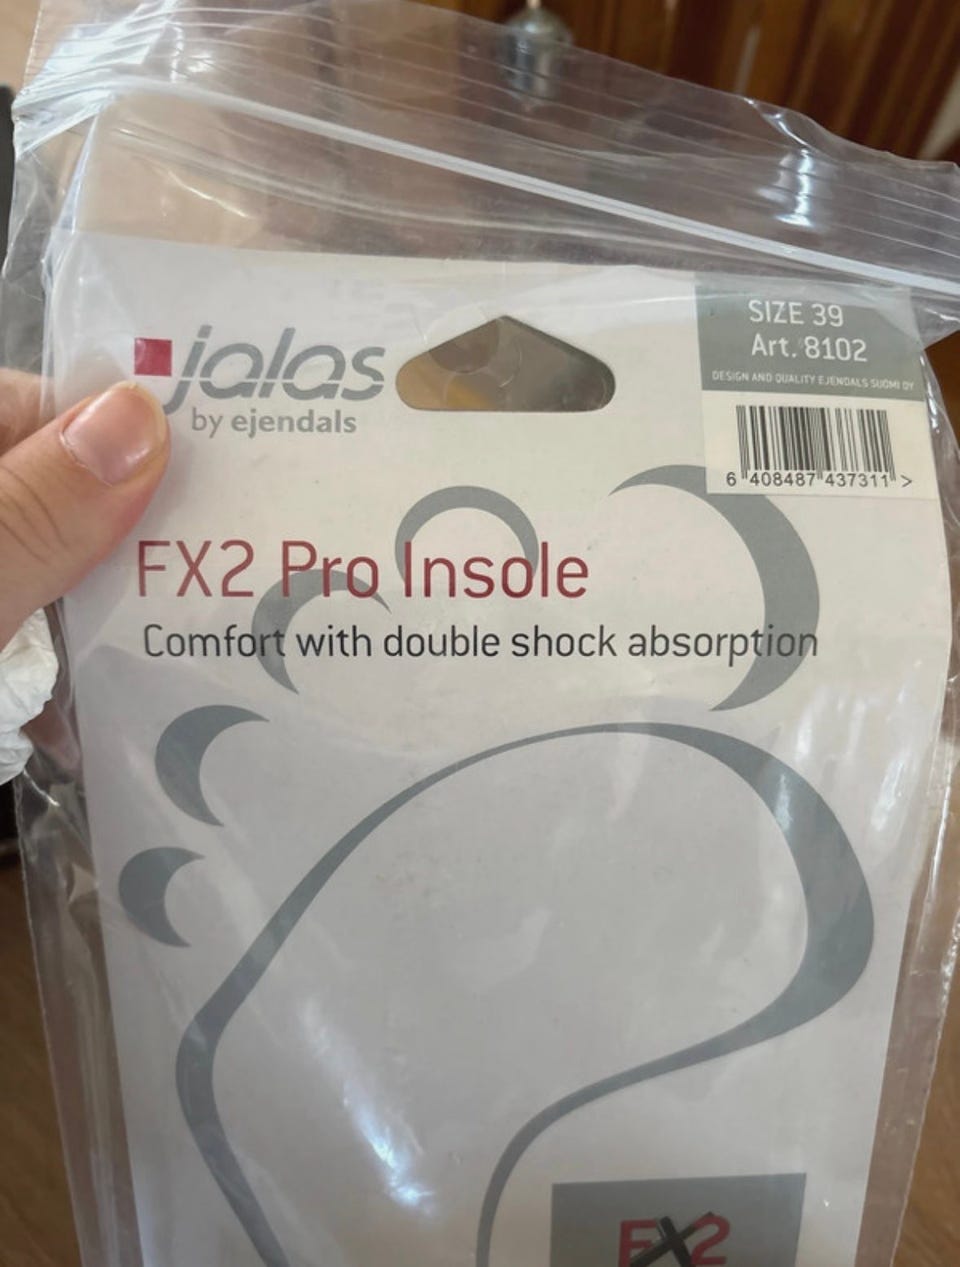 jalas
by ejendals
SIZE 39
Art. 8102
DESIGN AND QUALITY EJENDALS SUOMI OY
6 408487 437311 >
FX2 Pro Insole
Comfort with double shock absorption
FX2